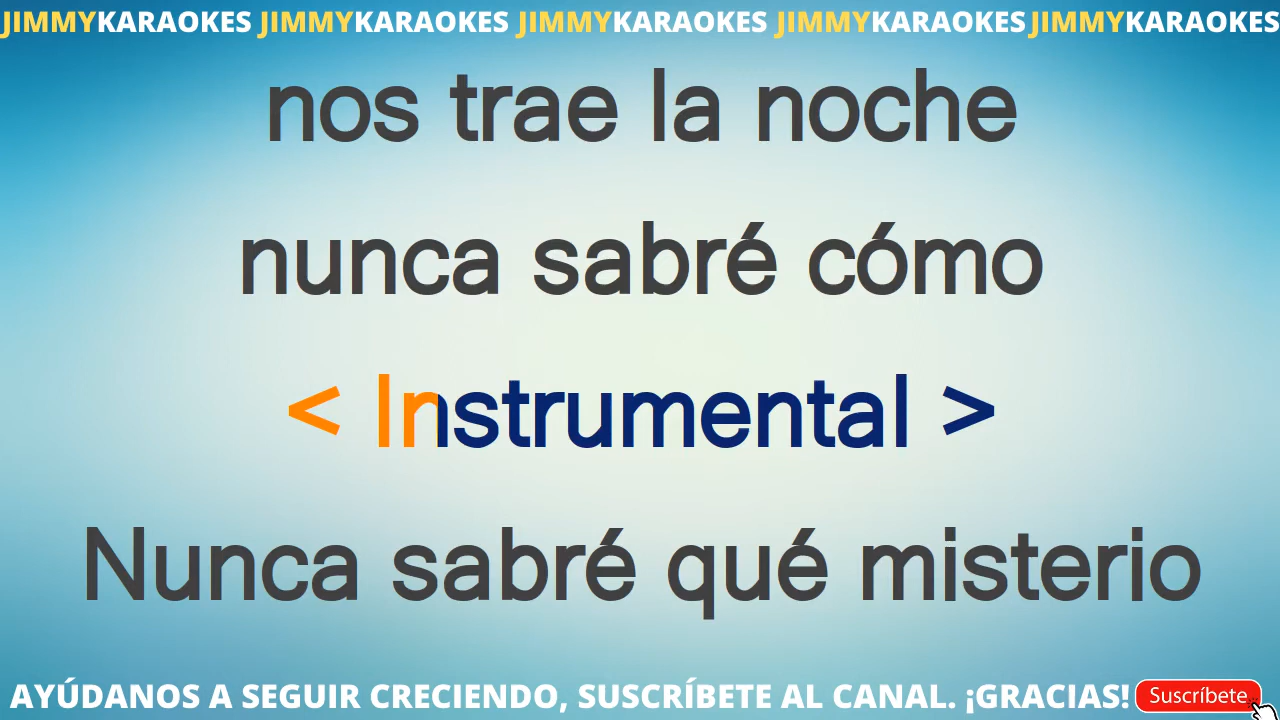 JIMMYKARAOKES JIMMYKARAOKES JIMMYKARAOKES JIMMYKARAOKES JIMMYKARAOKES
nos trae la noche
nunca sabré cómo
< Instrumental >
Nunca sabré qué misterio
AYÚDANOS A SEGUIR CRECIENDO, SUSCRÍBETE AL CANAL. ¡GRACIAS! Suscríbete